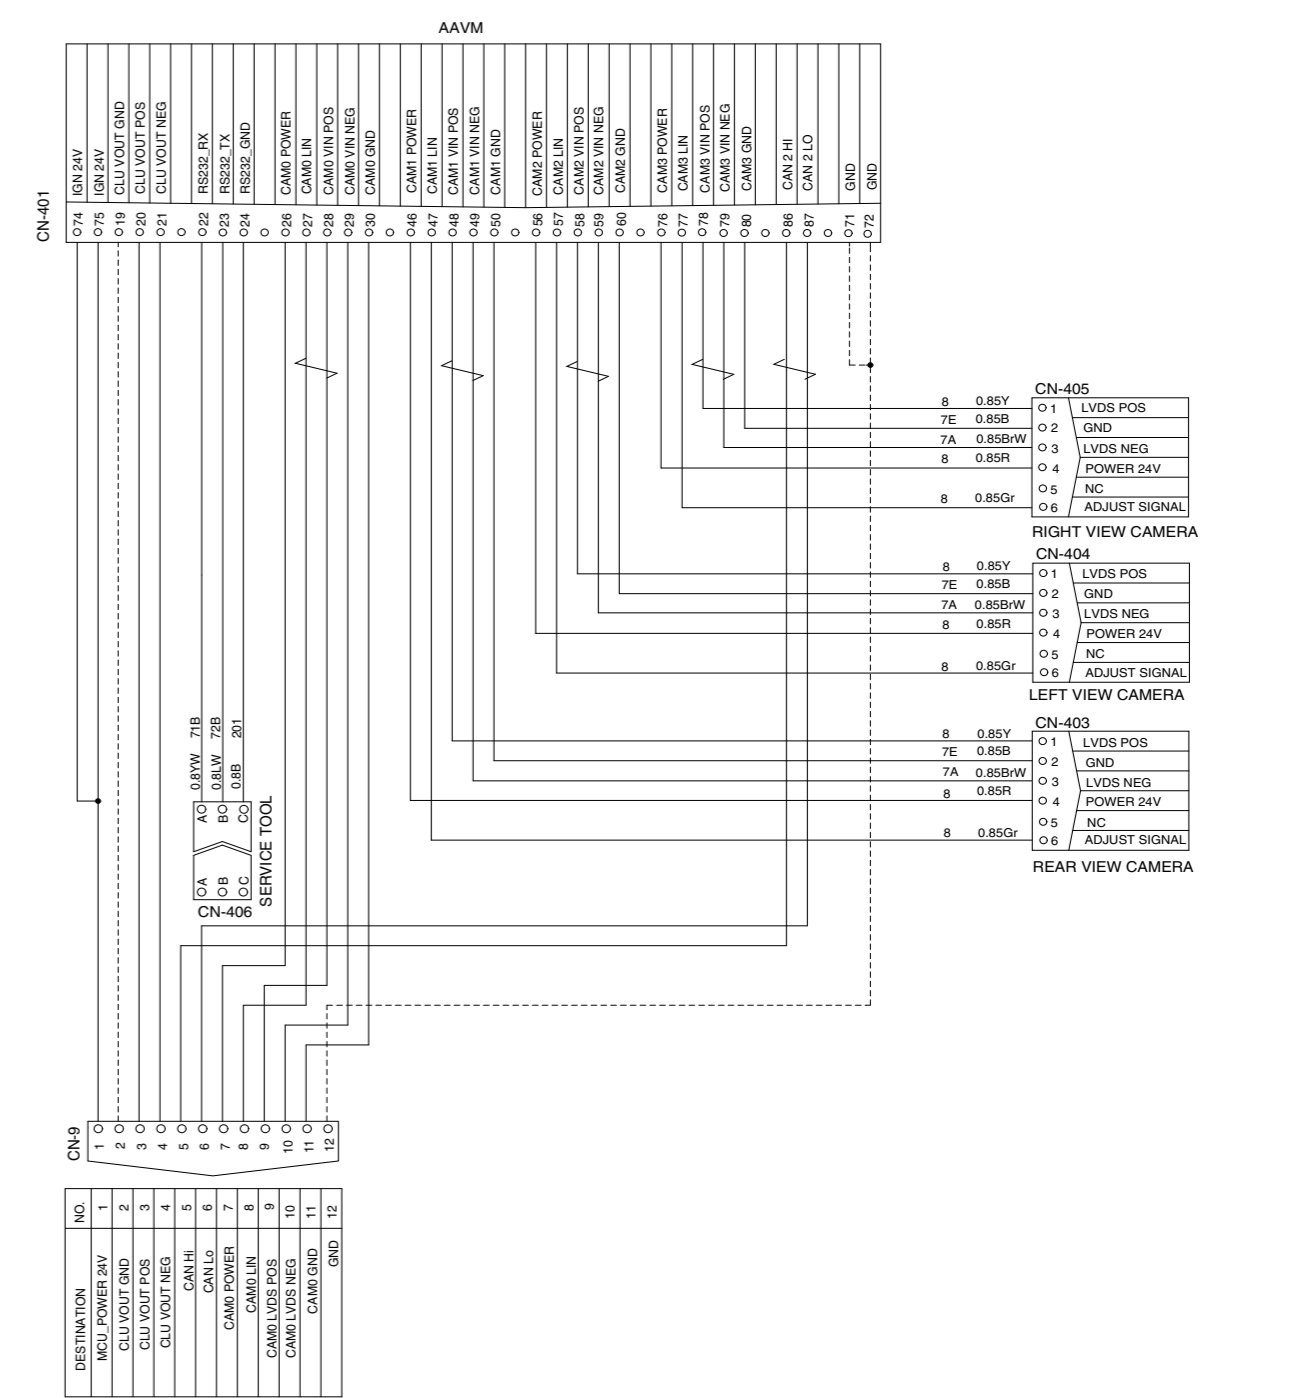 AAVM
CN-401
IGN 24V
IGN 24V
CLU VOUT GND
CLU VOUT POS
CLU VOUT NEG
RS232_RX
RS232_TX
RS232_GND
CAM0 POWER
CAM0 LIN
CAM0 VIN POS
CAM0 VIN NEG
CAM0 GND
CAM1 POWER
CAM1 LIN
CAM1 VIN POS
CAM1 VIN NEG
CAM1 GND
CAM2 POWER
CAM2 LIN
CAM2 VIN POS
CAM2 VIN NEG
CAM2 GND
CAM3 POWER
CAM3 LIN
CAM3 VIN POS
CAM3 VIN NEG
CAM3 GND
CAN 2 HI
CAN 2 LO
GND
GND
74
75
19
20
21
22
23
24
26
27
28
29
30
46
47
48
49
50
56
57
58
59
60
76
77
78
79
80
86
87
71
72
CN-405
8 0.85Y 1 LVDS POS
7E 0.85B 2 GND
7A 0.85BrW 3 LVDS NEG
8 0.85R 4 POWER 24V
5 NC
8 0.85Gr 6 ADJUST SIGNAL
RIGHT VIEW CAMERA
CN-404
8 0.85Y 1 LVDS POS
7E 0.85B 2 GND
7A 0.85BrW 3 LVDS NEG
8 0.85R 4 POWER 24V
5 NC
8 0.85Gr 6 ADJUST SIGNAL
LEFT VIEW CAMERA
CN-403
8 0.85Y 1 LVDS POS
7E 0.85B 2 GND
7A 0.85BrW 3 LVDS NEG
8 0.85R 4 POWER 24V
5 NC
8 0.85Gr 6 ADJUST SIGNAL
REAR VIEW CAMERA
0.8YW 71B
0.8LW 72B
0.8B 201
A
B
C
A
B
C
SERVICE TOOL
CN-406
CN-9
1
2
3
4
5
6
7
8
9
10
11
12
DESTINATION NO.
MCU_POWER 24V 1
CLU VOUT GND 2
CLU VOUT POS 3
CLU VOUT NEG 4
CAN Hi 5
CAN Lo 6
CAM0 POWER 7
CAM0 LIN 8
CAM0 LVDS POS 9
CAM0 LVDS NEG 10
CAM0 GND 11
GND 12